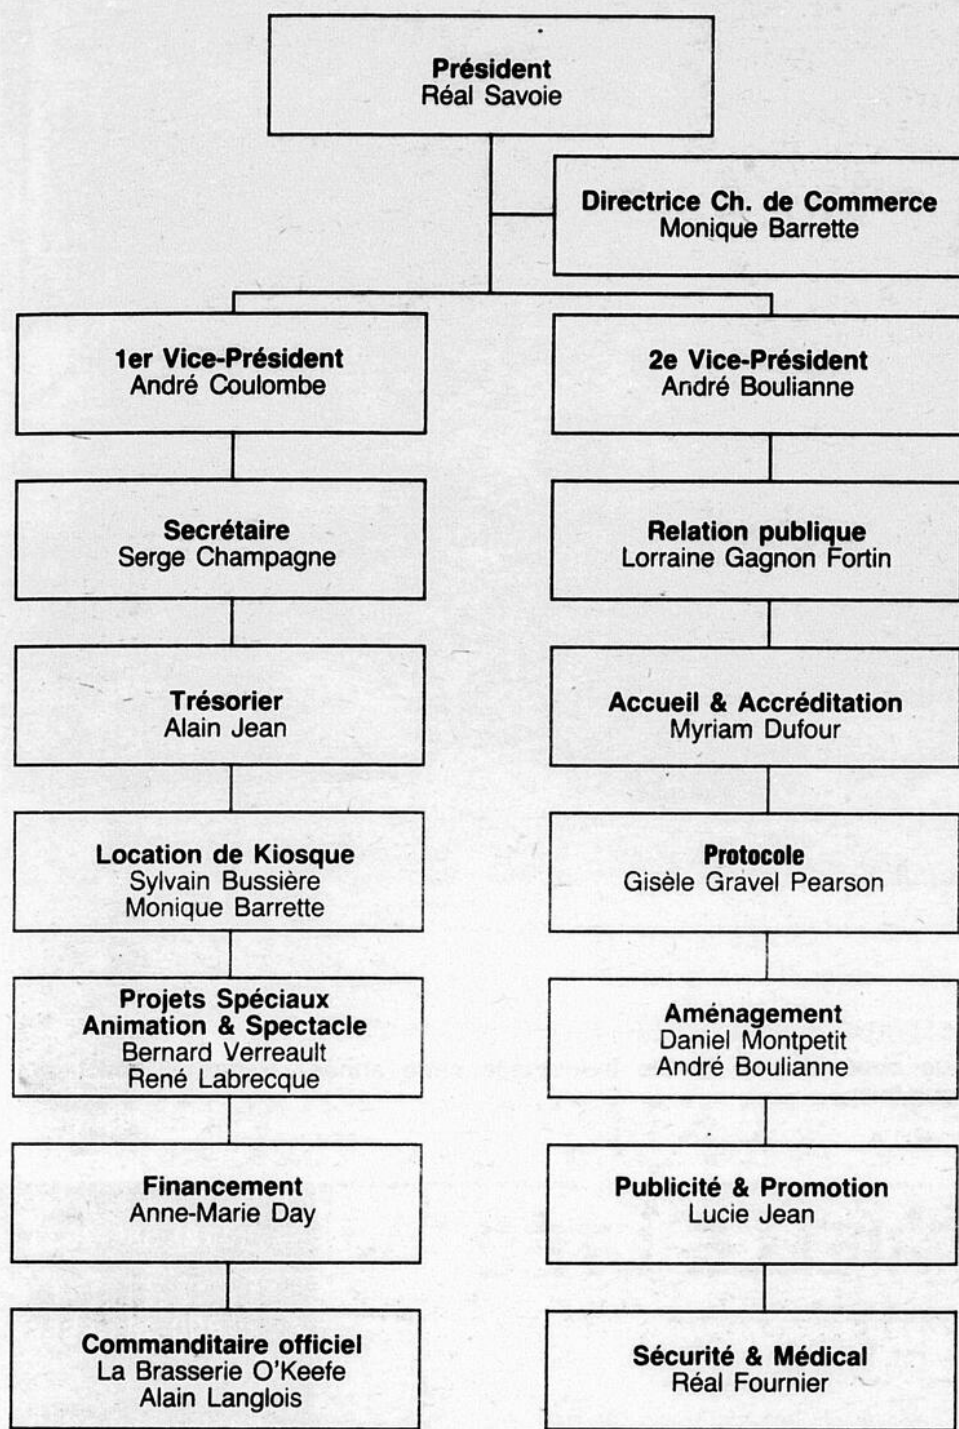 Président
Réal Savoie
Directrice Ch. de Commerce
Monique Barrette
1er Vice-Président
André Coulombe
2e Vice-Président
André Boulianne
Secrétaire
Serge Champagne
Relation publique
Lorraine Gagnon Fortin
Trésorier
Alain Jean
Accueil & Accréditation
Myriam Dufour
Location de Kiosque
Sylvain Bussière
Monique Barrette
Protocole
Gisèle Gravel Pearson
Projets Spéciaux
Animation & Spectacle
Bernard Verreault
René Labrecque
Aménagement
Daniel Montpetit
André Boulianne
Financement
Anne-Marie Day
Publicité & Promotion
Lucie Jean
Commanditaire officiel
La Brasserie O'Keefe
Alain Langlois
Sécurité & Médical
Réal Fournier